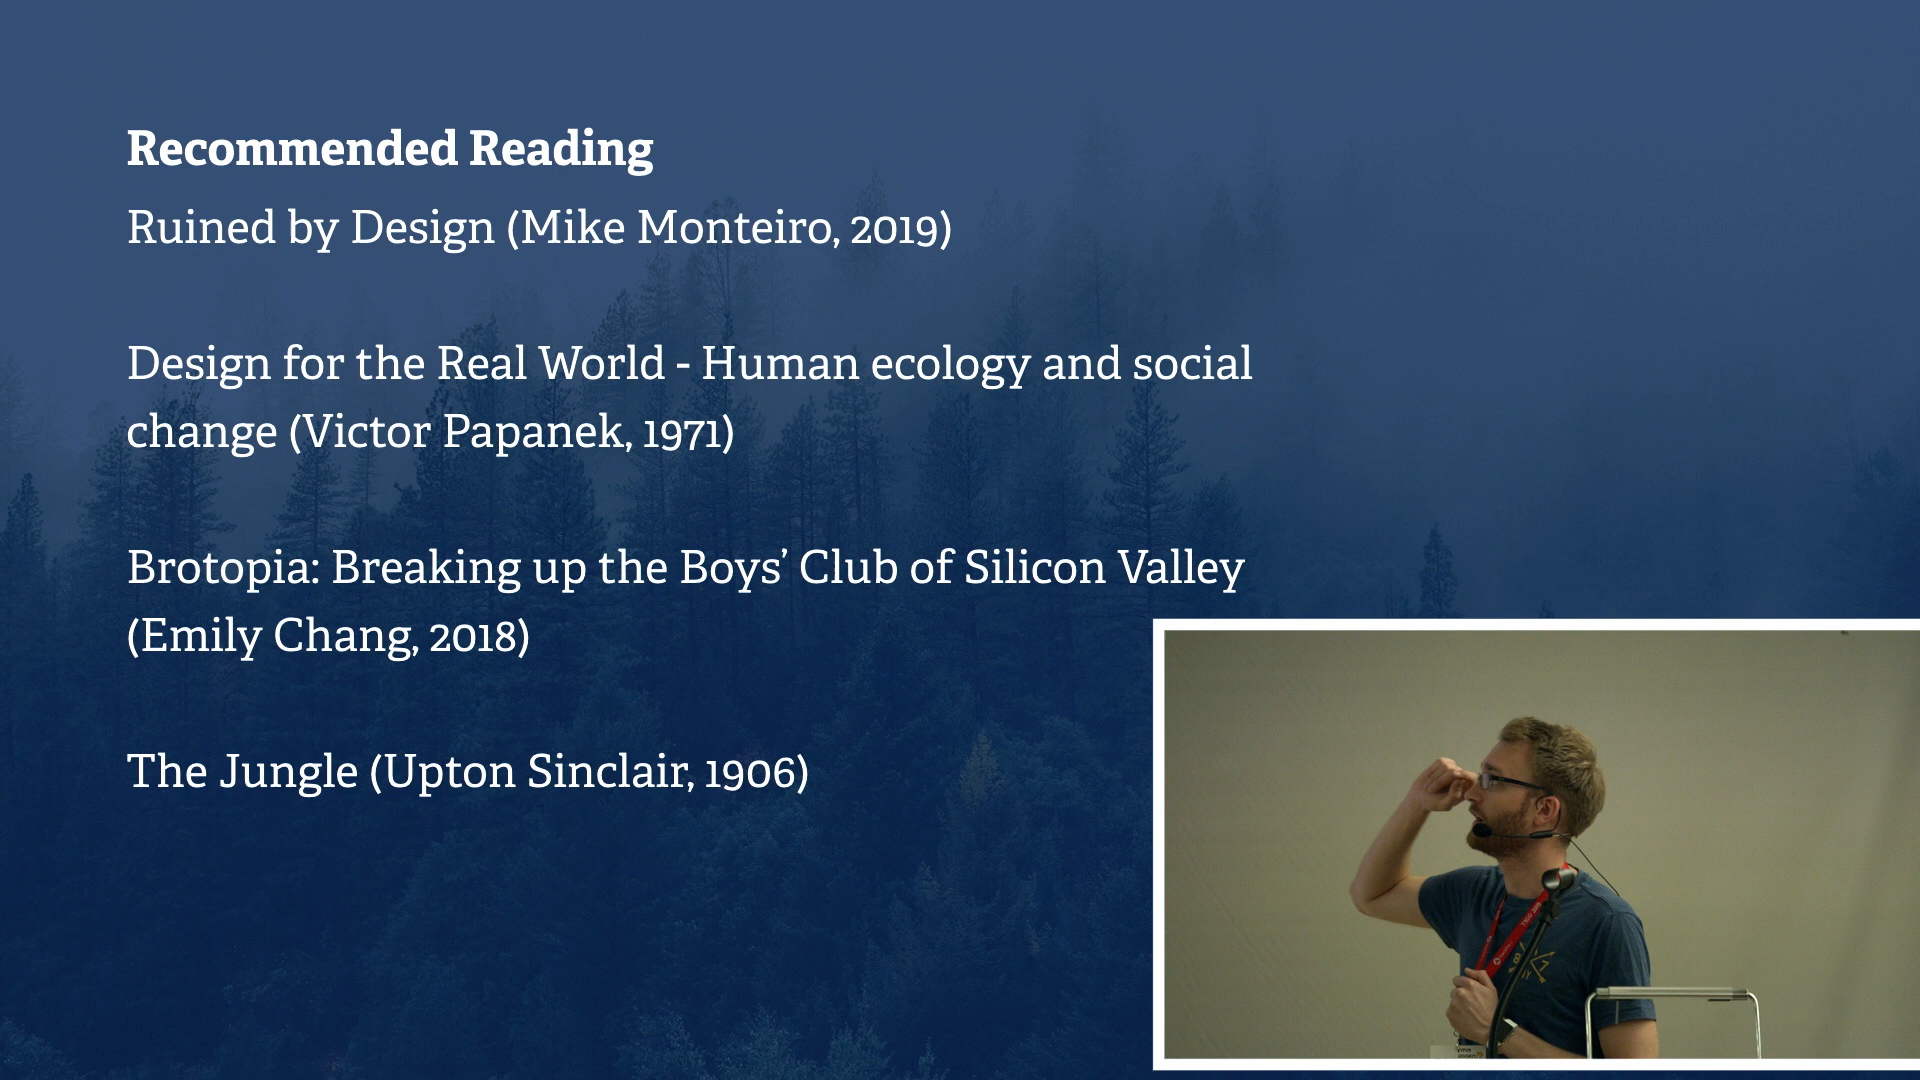 Recommended Reading
Ruined by Design (Mike Monteiro, 2019)
Design for the Real World - Human ecology and social
change (Victor Papanek, 1971)
Brotopia: Breaking up the Boys’ Club of Silicon Valley
(Emily Chang, 2018)
The Jungle (Upton Sinclair, 1906)